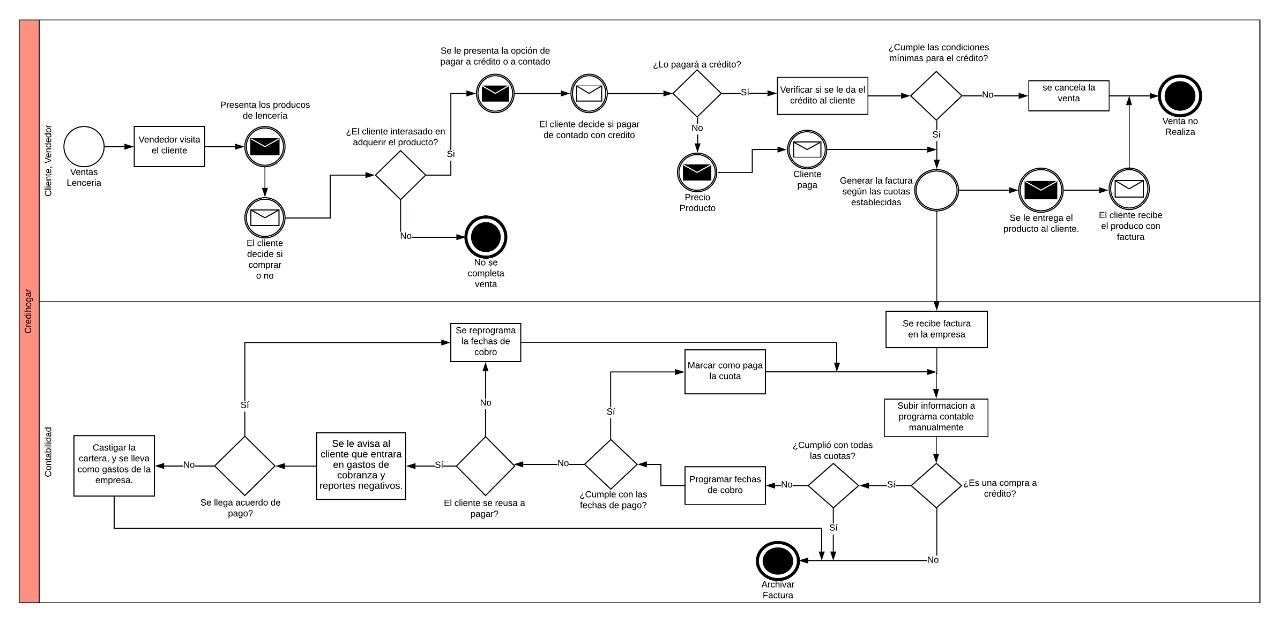 Credihogar
Cliente, Vendedor
Ventas
Lenceria
Vendedor visita
el cliente
Presenta los producos
de lencería
El cliente
decide si
comprar
o no
¿El cliente interasado en
adquerir el producto?
Si
No
No se
completa
venta
Se le presenta la opción de
pagar a crédito o a contado
El cliente decide si pagar
de contado con credito
¿Lo pagará a crédito?
Sí
No
Precio
Producto
Cliente
paga
Verificar si se le da el
crédito al cliente
¿Cumple las condiciones
mínimas para el crédito?
No
Sí
se cancela la
venta
Venta no
Realiza
Generar la factura
según las cuotas
establecidas
Se le entrega el
producto al cliente.
El cliente recibe
el produco con
factura
Contabilidad
Se recibe factura
en la empresa
Subir informacion a
programa contable
manualmente
¿Es una compra a
crédito?
Sí
No
¿Cumplió con todas
las cuotas?
No
Sí
Programar fechas
de cobro
¿Cumple con las
fechas de pago?
Sí
No
Marcar como paga
la cuota
El cliente se reusa a
pagar?
No
Sí
Se reprograma
la fechas de
cobro
Se le avisa al
cliente que entrara
en gastos de
cobranza y
reportes negativos.
Se llega acuerdo de
pago?
Sí
No
Castigar la
cartera, y se lleva
como gastos de la
empresa.
Archivar
Factura